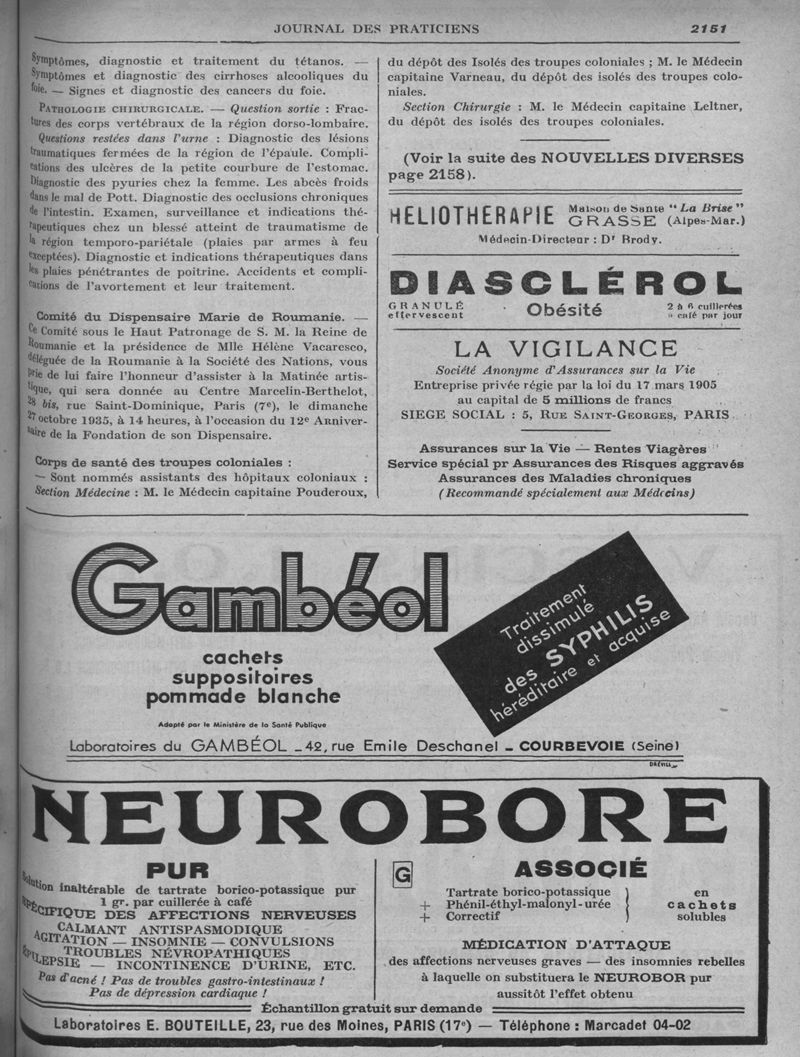 JOURNAL DES PRATICIENS 2151
Symptômes, diagnostic et traitement du tétanos. —
Symptômes et diagnostic des cirrhoses alcooliques du
foie. — Signes et diagnostic des cancers du foie.
PATHOLOGIE CHIRURGICALE. — Question sortie : Frac-
tures des corps vertébraux de la région dorso-lombaire.
Questions restées dans l'urne : Diagnostic des lésions
traumatiques fermées de la région de l'épaule. Compli-
cations des ulcères de la petite courbure de l'estomac.
Diagnostic des pyuries chez la femme. Les abcès froids
dans le mal de Pott. Diagnostic des occlusions chroniques
de l'intestin. Examen, surveillance et indications thé-
rapeutiques chez un blessé atteint de traumatisme de
la région temporo-pariétale (plaies par armes à feu
exceptées). Diagnostic et indications thérapeutiques dans
les plaies pénétrantes de poitrine. Accidents et compli-
cations de l'avortement et leur traitement.
Comité du Dispensaire Marie de Roumanie. —
Ce Comité sous le Haut Patronage de S. M. la Reine de
Roumanie et la présidence de Mlle Hélène Vacaresco,
déléguée de la Roumanie à la Société des Nations, vous
prie de lui faire l'honneur d'assister à la Matinée artis-
tique, qui sera donnée au Centre Marcelin-Berthelot,
28 bis, rue Saint-Dominique, Paris (7e), le dimanche
27 octobre 1935, à 14 heures, à l'occasion du 12e Anniver-
saire de la Fondation de son Dispensaire.
Corps de santé des troupes coloniales :
— Sont nommés assistants des hôpitaux coloniaux :
Section Médecine : M. le Médecin capitaine Pouderoux,
du dépôt des Isolés des troupes coloniales ; M. le Médecin
capitaine Varneau, du dépôt des isolés des troupes colo-
niales.
Section Chirurgie : M. le Médecin capitaine Leltner,
du dépôt des isolés des troupes coloniales.
(Voir la suite des NOUVELLES DIVERSES
page 2158).
HELIOTHERAPIE Maison de Sante "La Brise"
GRASSE (Alpes-Mar.)
Médecin-Directeur : Dr Brody.
DIASCLÉROL
GRANULÉ
effervescent
Obésité
2 à 6 cuillerées
à café par jour
LA VIGILANCE
Société Anonyme d'Assurances sur la Vie
Entreprise privée régie par la loi du 17 mars 1905
au capital de 5 millions de francs
SIEGE SOCIAL : 5, RUE SAINT-GEORGES, PARIS
Assurances sur la Vie — Rentes Viagères
Service spécial pr Assurances des Risques aggravés
Assurances des Maladies chroniques
(Recommandé spécialement aux Médecins)
Gambéol
cachets
suppositoires
pommade blanche
Adopté par le Ministère de la Santé Publique
Traitement
dissimulé
des SYPHILIS
héréditaire et acquise
Laboratoires du GAMBÉOL _ 42, rue Emile Deschanel _ COURBEVOIE (Seine)
NEUROBORE
PUR
Solution inaltérable de tartrate borico-potassique pur
1 gr. par cuillerée à café
SPÉCIFIQUE DES AFFECTIONS NERVEUSES
CALMANT ANTISPASMODIQUE
AGITATION — INSOMNIE — CONVULSIONS
TROUBLES NÉVROPATHIQUES
ÉPILEPSIE — INCONTINENCE D'URINE, ETC.
Pas d'acné ! Pas de troubles gastro-intestinaux !
Pas de dépression cardiaque !
G ASSOCIÉ
Tartrate borico-potassique
+ Phénil-éthyl-malonyl-urée
+ Correctif
en
cachets
solubles
MÉDICATION D'ATTAQUE
des affections nerveuses graves — des insomnies rebelles
à laquelle on substituera le NEUROBOR pur
aussitôt l'effet obtenu
Échantillon gratuit sur demande
Laboratoires E. BOUTEILLE, 23, rue des Moines, PARIS (17e) — Téléphone : Marcadet 04-02